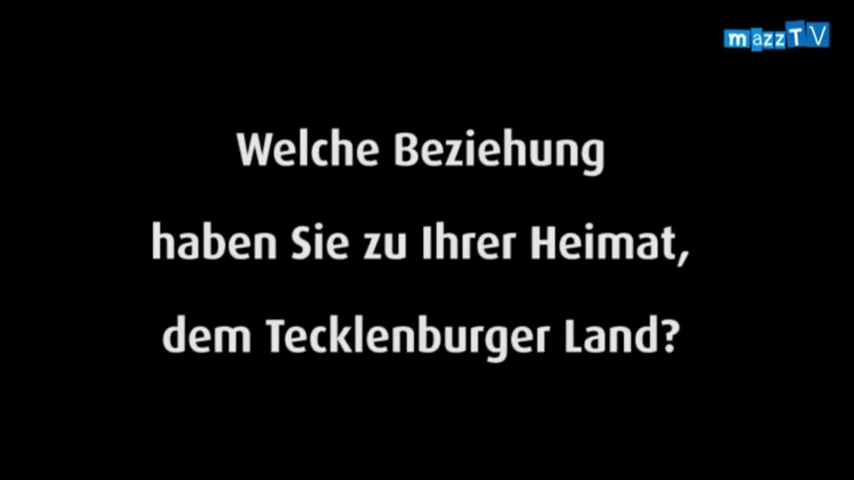 mazzTV
Welche Beziehung
haben Sie zu Ihrer Heimat,
dem Tecklenburger Land?